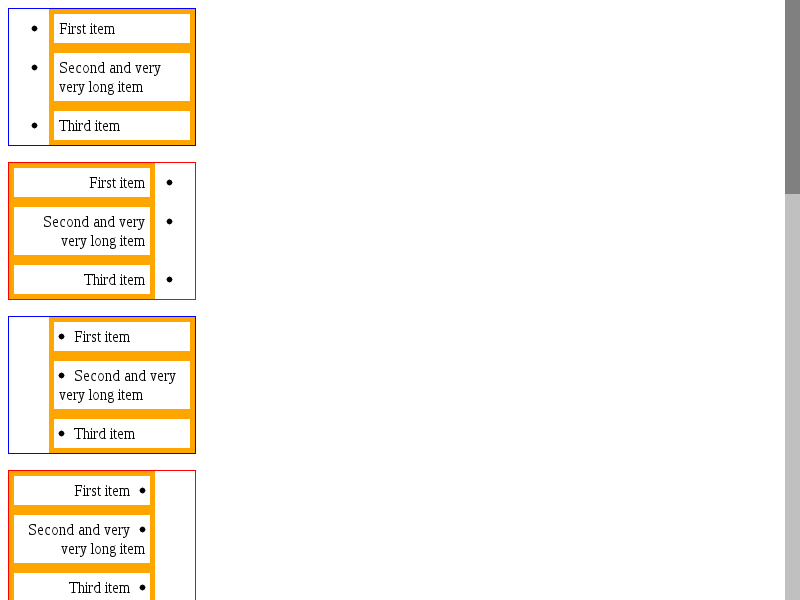 • First item
• Second and very
very long item
• Third item
First item •
Second and very •
very long item
Third item •
• First item
• Second and very
very long item
• Third item
First item •
Second and very •
very long item
Third item •